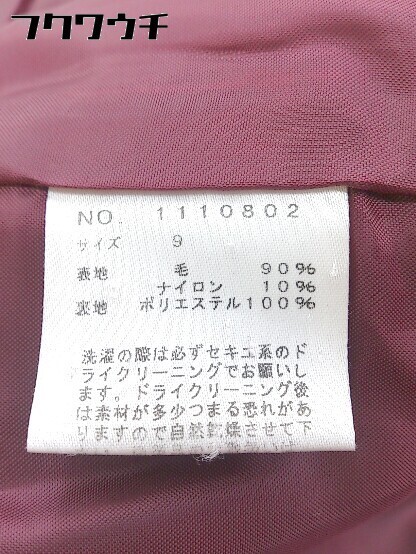 フクワウチ
NO. 1110802
サイズ 9
表地 毛 90%
ナイロン 10%
裏地 ポリエステル100%
洗濯の際は必ずセキユ系のド
ライクリーニングでお願いし
ます。ドライクリーニング後
は素材が多少つまる恐れがあ
りますので自然乾燥させて下